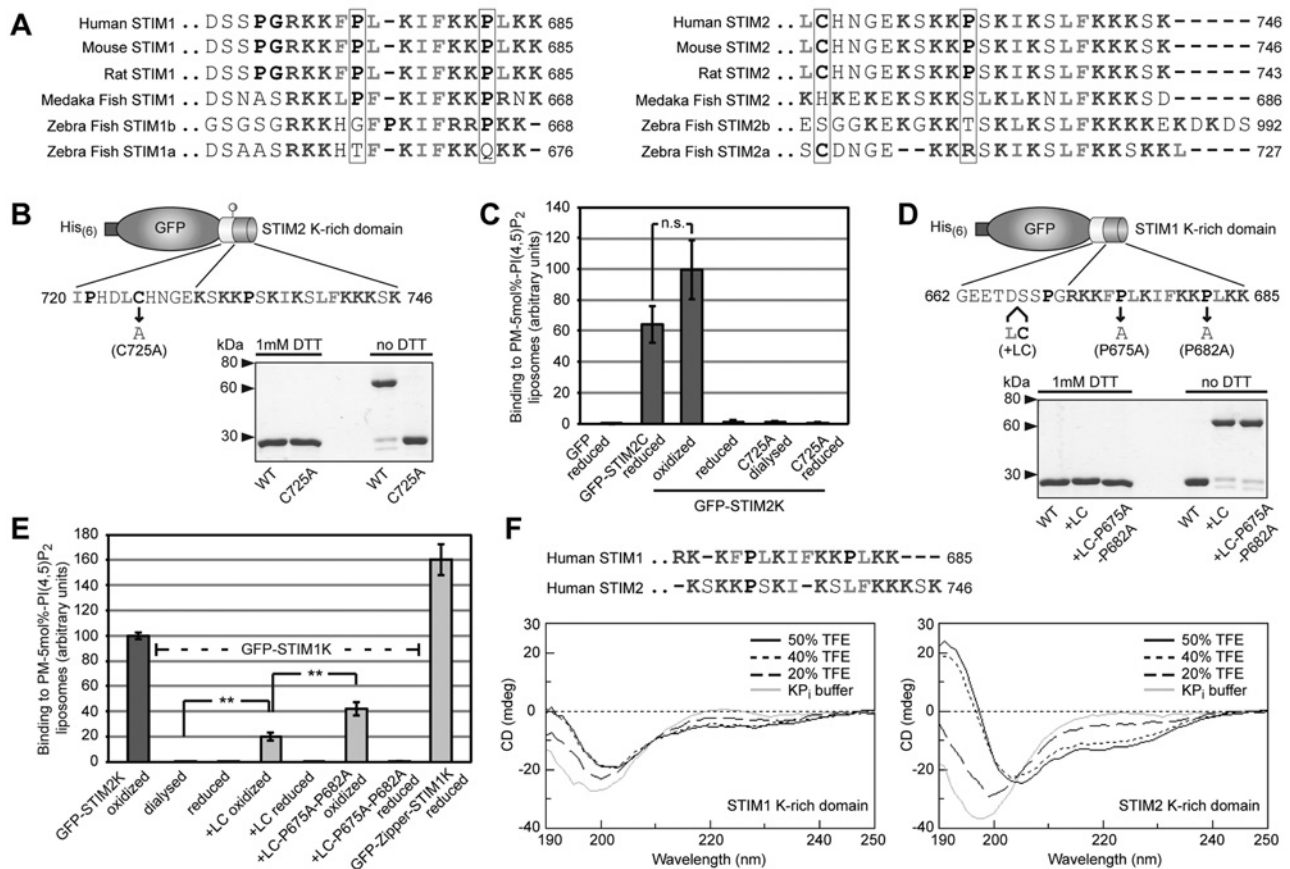 A
Human STIM1 .. DSSPGRKKFPL-KIFKKPLKK 685
Mouse STIM1 .. DSSPGRKKFPL-KIFKKPLKK 685
Rat STIM1 .. DSSPGRKKFPL-KIFKKPLKK 685
Medaka Fish STIM1 .. DSNASRKKLPF-KIFKKPRNK 668
Zebra Fish STIM1b .. GSGSGRKKHGFPKIFRRPKK- 668
Zebra Fish STIM1a .. DSAASRKKHTF-KIFKKQKK- 676
Human STIM2 .. LCHNGEKSKKPSKIKSLFKKKSK------ 746
Mouse STIM2 .. LCHNGEKSKKPSKIKSLFKKKSK------ 746
Rat STIM2 .. LCHNGEKSKKPSKIKSLFKKKSK------ 743
Medaka Fish STIM2 .. KHKEKEKSKKSLKLKNLFKKKSD------ 686
Zebra Fish STIM2b .. ESGGKEKGKKTSKLKSLFKKKKEKDKDS 992
Zebra Fish STIM2a .. SCDNGE--KKRSKIKSLFKKSKKL----- 727
B
His(6)
GFP
STIM2 K-rich domain
720 IPHDLCHNGEKSKKPSKIKSLFKKKSK 746
A
(C725A)
kDa
1mM DTT
no DTT
80
60
30
WT
C725A
WT
C725A
C
Binding to PM-5mol%-PI(4,5)P2
liposomes (arbitrary units)
140
120
100
80
60
40
20
0
n.s.
GFP reduced
GFP-STIM2C reduced
oxidized
reduced
C725A dialysed
C725A reduced
GFP-STIM2K
D
His(6)
GFP
STIM1 K-rich domain
662 GEETDSSPGRKKFPLKIFKKPLKK 685
LC
(+LC)
A
(P675A)
A
(P682A)
kDa
1mM DTT
no DTT
80
60
30
WT
+LC
+LC-P675A
-P682A
WT
+LC
+LC-P675A
-P682A
E
Binding to PM-5mol%-PI(4,5)P2
liposomes (arbitrary units)
180
160
140
120
100
80
60
40
20
0
GFP-STIM1K
**
**
GFP-STIM2K oxidized
dialysed
reduced
+LC oxidized
+LC reduced
+LC-P675A-P682A oxidized
+LC-P675A-P682A reduced
GFP-Zipper-STIM1K reduced
F
Human STIM1 ..RK-KFPLKIFKKPLKK--- 685
Human STIM2 ..-KSKKPSKI-KSLFKKKSK 746
CD (mdeg)
30
20
10
0
-10
-20
-30
-40
50% TFE
40% TFE
20% TFE
KPi buffer
STIM1 K-rich domain
190 200 210 220 230 240 250
Wavelength (nm)
CD (mdeg)
30
20
10
0
-10
-20
-30
-40
50% TFE
40% TFE
20% TFE
KPi buffer
STIM2 K-rich domain
190 200 210 220 230 240 250
Wavelength (nm)